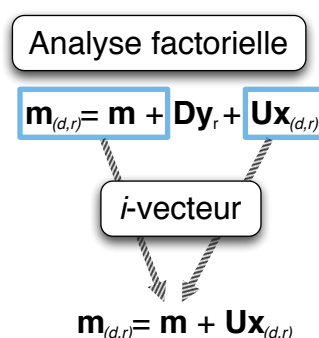 Analyse factorielle
m(d,r)= m + Dyr + Ux(d,r)
i-vecteur
m(d,r)= m + Ux(d,r)